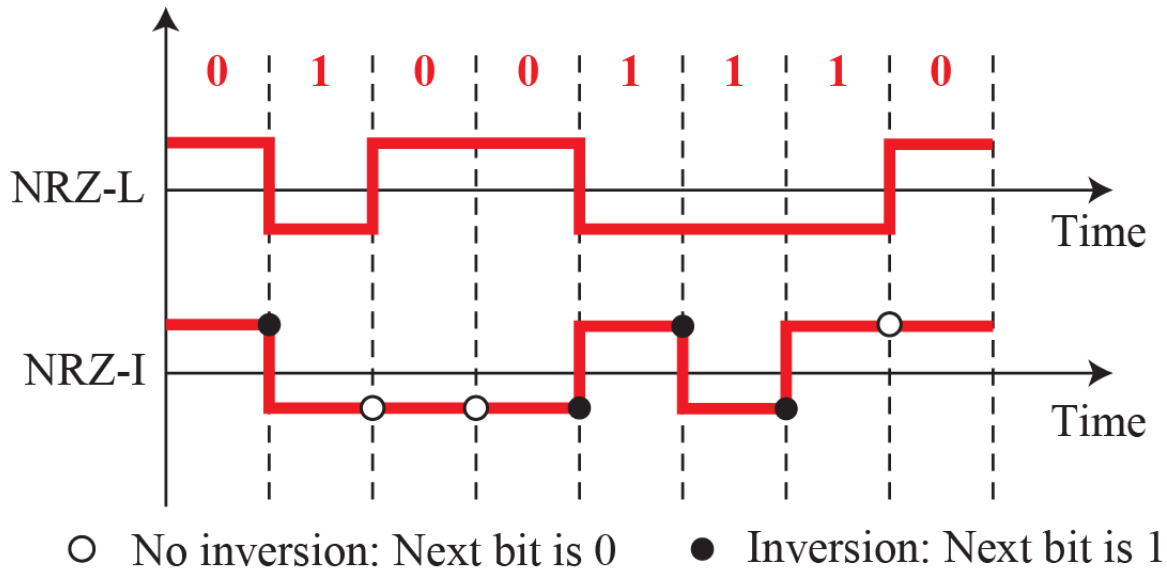 0 1 0 0 1 1 1 0
NRZ-L
Time
NRZ-I
Time
No inversion: Next bit is 0
Inversion: Next bit is 1